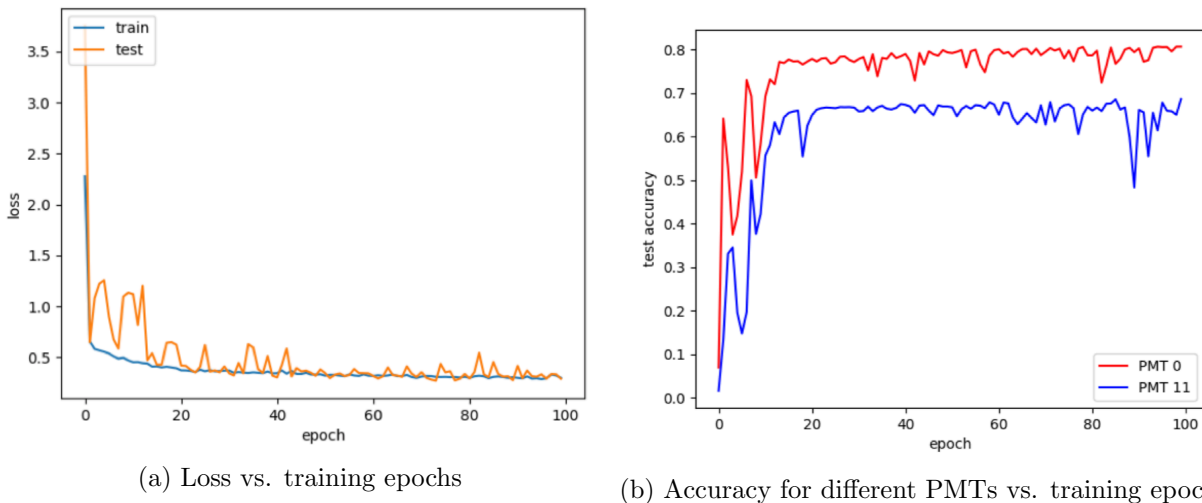 train
test
3.5
3.0
2.5
2.0
1.5
1.0
0.5
loss
0 20 40 60 80 100
epoch
(a) Loss vs. training epochs
0.8
0.7
0.6
0.5
0.4
0.3
0.2
0.1
0.0
test accuracy
PMT 0
PMT 11
0 20 40 60 80 100
epoch
(b) Accuracy for different PMTs vs. training epoc